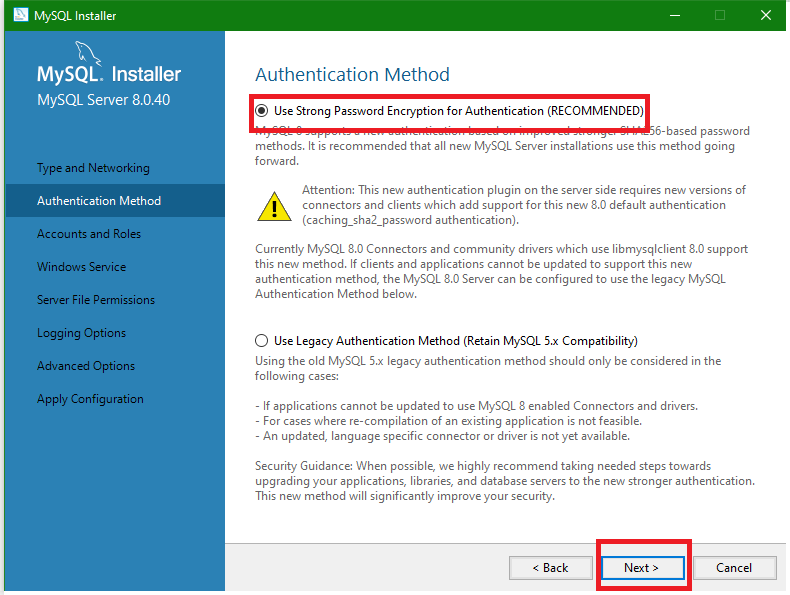 MySQL Installer
MySQL. Installer
MySQL Server 8.0.40
Type and Networking
Authentication Method
Accounts and Roles
Windows Service
Server File Permissions
Logging Options
Advanced Options
Apply Configuration
Authentication Method
Use Strong Password Encryption for Authentication (RECOMMENDED)
MySQL 8 supports a new authentication based on improved stronger SHA256-based password
methods. It is recommended that all new MySQL Server installations use this method going
forward.
Attention: This new authentication plugin on the server side requires new versions of
connectors and clients which add support for this new 8.0 default authentication
(caching_sha2_password authentication).
Currently MySQL 8.0 Connectors and community drivers which use libmysqlclient 8.0 support
this new method. If clients and applications cannot be updated to support this new
authentication method, the MySQL 8.0 Server can be configured to use the legacy MySQL
Authentication Method below.
Use Legacy Authentication Method (Retain MySQL 5.x Compatibility)
Using the old MySQL 5.x legacy authentication method should only be considered in the
following cases:
- If applications cannot be updated to use MySQL 8 enabled Connectors and drivers.
- For cases where re-compilation of an existing application is not feasible.
- An updated, language specific connector or driver is not yet available.
Security Guidance: When possible, we highly recommend taking needed steps towards
upgrading your applications, libraries, and database servers to the new stronger authentication.
This new method will significantly improve your security.
< Back
Next >
Cancel